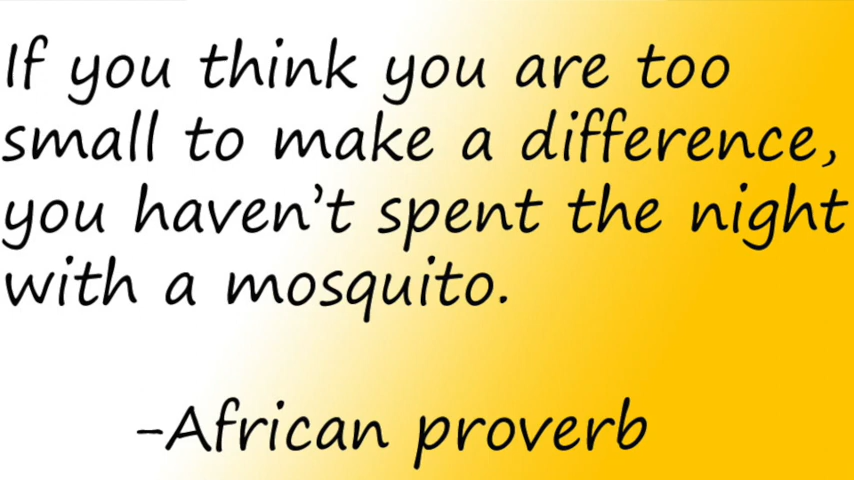 If you think you are too
small to make a difference,
you haven’t spent the night
with a mosquito.
-African proverb